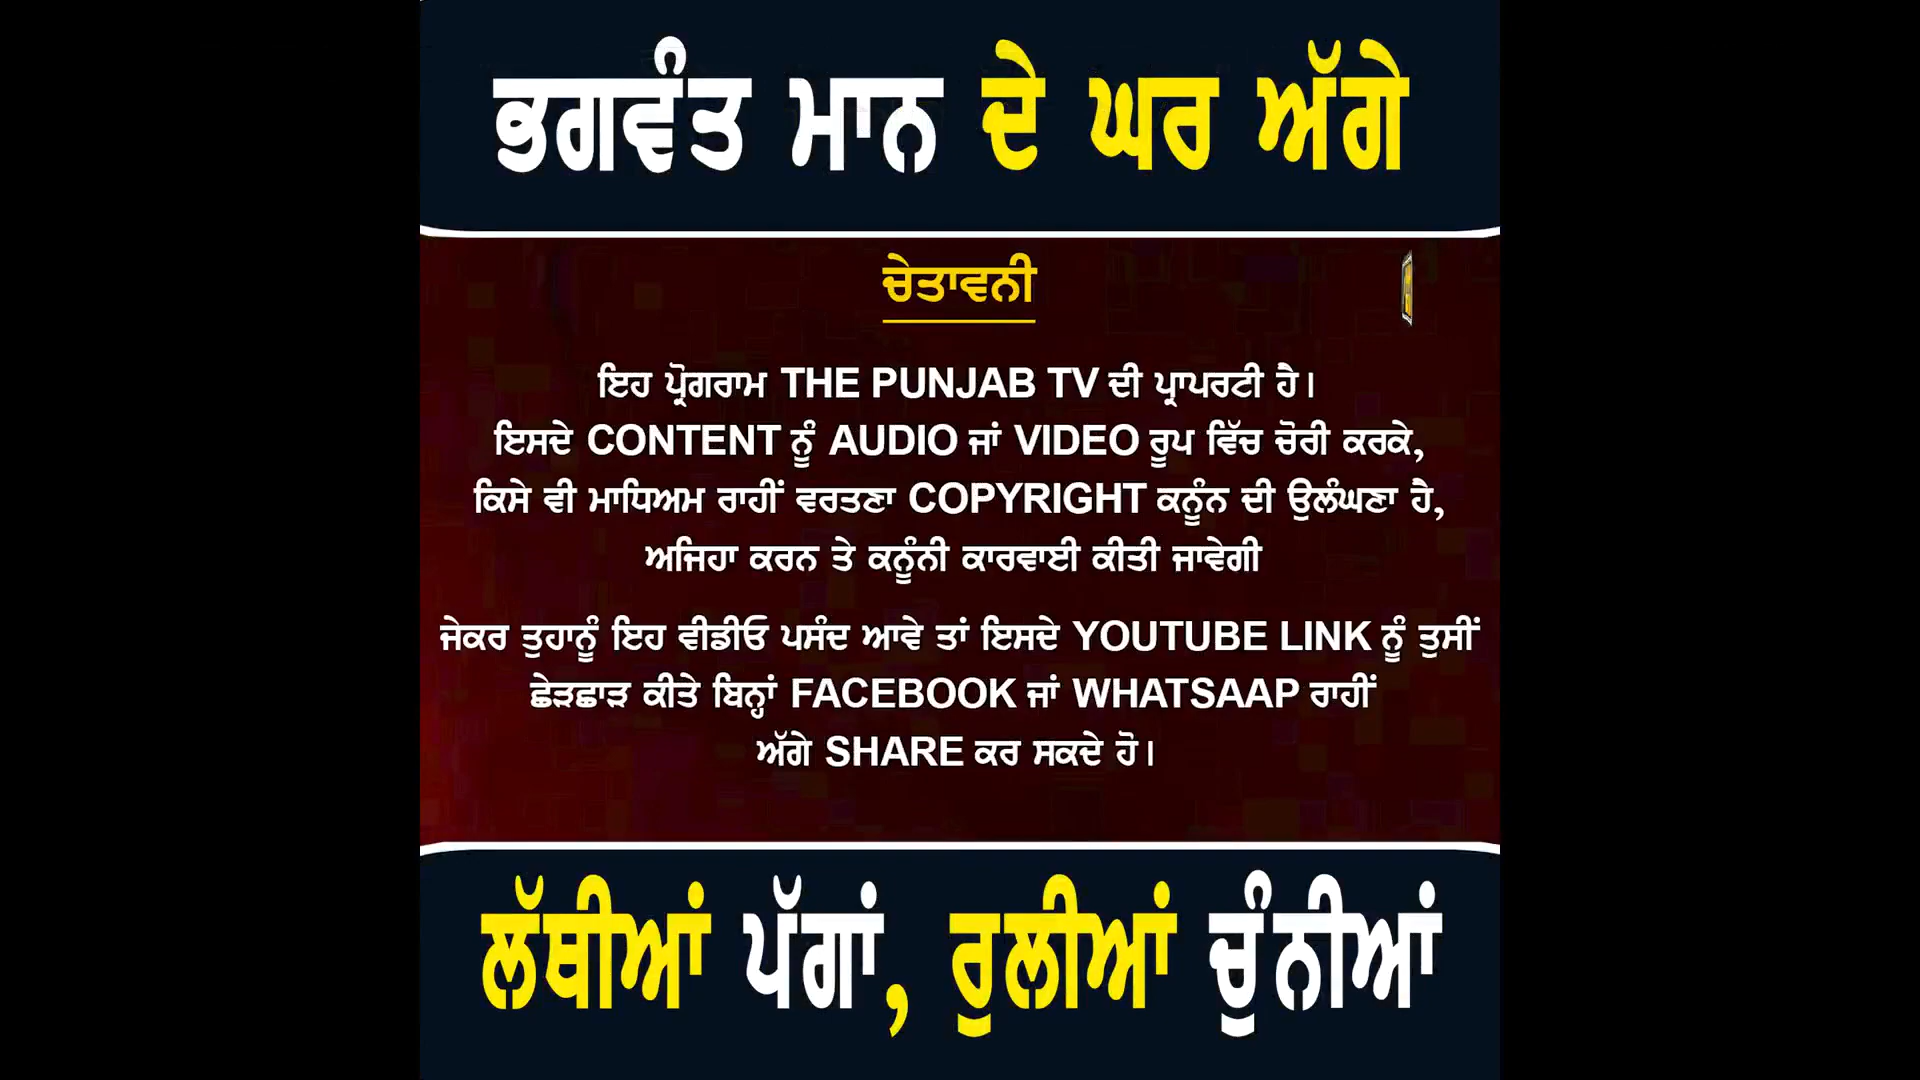 ਭਗਵੰਤ ਮਾਨ ਦੇ ਘਰ ਅੱਗੇ
ਚੇਤਾਵਨੀ
ਇਹ ਪ੍ਰੋਗਰਾਮ THE PUNJAB TV ਦੀ ਪ੍ਰਾਪਰਟੀ ਹੈ।
ਇਸਦੇ CONTENT ਨੂੰ AUDIO ਜਾਂ VIDEO ਰੂਪ ਵਿੱਚ ਚੋਰੀ ਕਰਕੇ,
ਕਿਸੇ ਵੀ ਮਾਧਿਅਮ ਰਾਹੀਂ ਵਰਤਣਾ COPYRIGHT ਕਨੂੰਨ ਦੀ ਉਲੰਘਣਾ ਹੈ,
ਅਜਿਹਾ ਕਰਨ ਤੇ ਕਨੂੰਨੀ ਕਾਰਵਾਈ ਕੀਤੀ ਜਾਵੇਗੀ
ਜੇਕਰ ਤੁਹਾਨੂੰ ਇਹ ਵੀਡੀਓ ਪਸੰਦ ਆਵੇ ਤਾਂ ਇਸਦੇ YOUTUBE LINK ਨੂੰ ਤੁਸੀਂ
ਛੇੜਛਾੜ ਕੀਤੇ ਬਿਨ੍ਹਾਂ FACEBOOK ਜਾਂ WHATSAAP ਰਾਹੀਂ
ਅੱਗੇ SHARE ਕਰ ਸਕਦੇ ਹੋ।
ਲੱਥੀਆਂ ਪੱਗਾਂ, ਰੁਲੀਆਂ ਚੁੰਨੀਆਂ